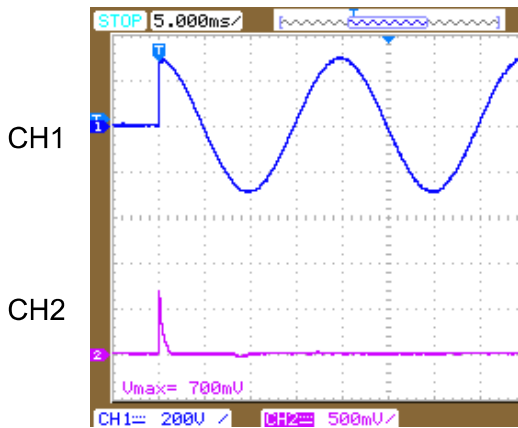 STOP 5.000ms/
T
T
T
1
CH1
CH2
2
Vmax= 700mV
CH1 200V / CH2 500mV/